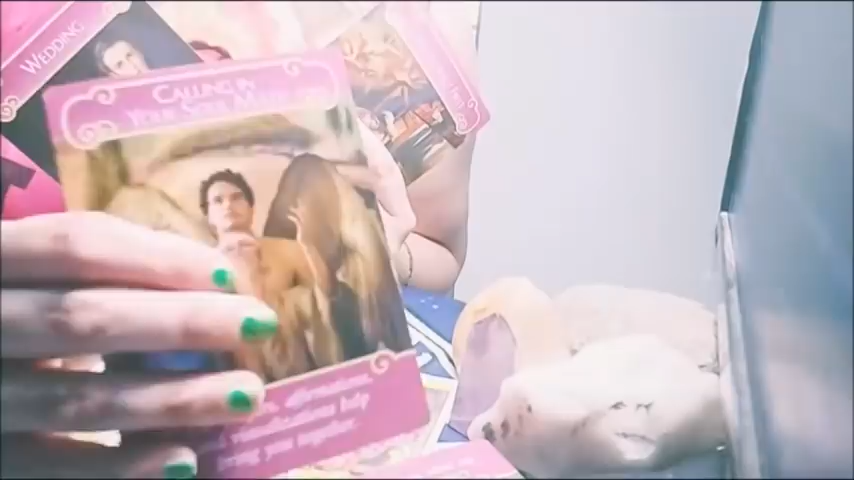 WEDDING
CALLING IN
YOUR SOUL MATE
affirmations,
visualizations help
bring you together.